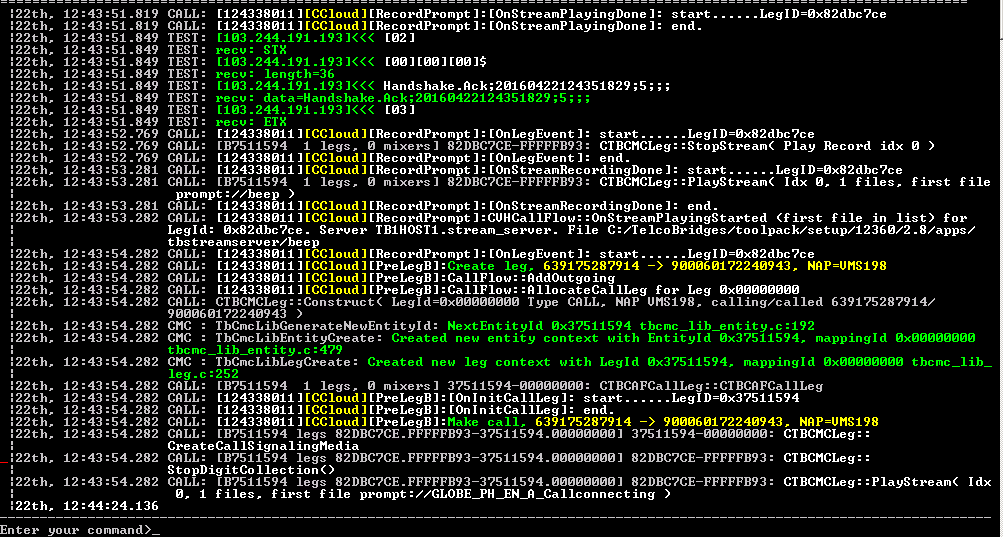 ¦22th, 12:43:51.819 CALL: [124338011][CCloud][RecordPrompt]:[OnStreamPlayingDone]: start......LegID=0x82dbc7ce
¦22th, 12:43:51.819 CALL: [124338011][CCloud][RecordPrompt]:[OnStreamPlayingDone]: end.
¦22th, 12:43:51.849 TEST: [103.244.191.193]<<< [02]
¦22th, 12:43:51.849 TEST: recv: STX
¦22th, 12:43:51.849 TEST: [103.244.191.193]<<< [00][00][00]$
¦22th, 12:43:51.849 TEST: recv: length=36
¦22th, 12:43:51.849 TEST: [103.244.191.193]<<< Handshake.Ack;20160422124351829;5;;;
¦22th, 12:43:51.849 TEST: recv: data=Handshake.Ack;20160422124351829;5;;;
¦22th, 12:43:51.849 TEST: [103.244.191.193]<<< [03]
¦22th, 12:43:51.849 TEST: recv: ETX
¦22th, 12:43:52.769 CALL: [124338011][CCloud][RecordPrompt]:[OnLegEvent]: start......LegID=0x82dbc7ce
¦22th, 12:43:52.769 CALL: [B7511594  1 legs, 0 mixers] 82DBC7CE-FFFFFB93: CTBCMCLeg::StopStream( Play Record idx 0 )
¦22th, 12:43:52.769 CALL: [124338011][CCloud][RecordPrompt]:[OnLegEvent]: end.
¦22th, 12:43:53.281 CALL: [124338011][CCloud][RecordPrompt]:[OnStreamRecordingDone]: start......LegID=0x82dbc7ce
¦22th, 12:43:53.281 CALL: [B7511594  1 legs, 0 mixers] 82DBC7CE-FFFFFB93: CTBCMCLeg::PlayStream( Idx 0, 1 files, first file
¦ prompt://beep )
¦22th, 12:43:53.281 CALL: [124338011][CCloud][RecordPrompt]:[OnStreamRecordingDone]: end.
¦22th, 12:43:53.282 CALL: [124338011][CCloud][RecordPrompt]:CVHCallFlow::OnStreamPlayingStarted (first file in list) for
¦ LegId: 0x82dbc7ce. Server TB1HOST1.stream_server. File C:/TelcoBridges/toolpack/setup/12360/2.8/apps/
¦ tbstreamserver/beep
¦22th, 12:43:54.282 CALL: [124338011][CCloud][RecordPrompt]:[OnLegEvent]: start......LegID=0x82dbc7ce
¦22th, 12:43:54.282 CALL: [124338011][CCloud][PreLegB]:Create leg, 639175287914 -> 900060172240943, NAP=VMS198
¦22th, 12:43:54.282 CALL: [124338011][CCloud][PreLegB]:CallFlow::AddOutgoing
¦22th, 12:43:54.282 CALL: [124338011][CCloud][PreLegB]:CallFlow::AllocateCallLeg for Leg 0x00000000
¦22th, 12:43:54.282 CALL: CTBCMCLeg::Construct( LegId=0x00000000 Type CALL, NAP VMS198, calling/called 639175287914/
¦ 900060172240943 )
¦22th, 12:43:54.282 CMC : TbCmcLibGenerateNewEntityId: NextEntityId 0x37511594 tbcmc_lib_entity.c:192
¦22th, 12:43:54.282 CMC : TbCmcLibEntityCreate: Created new entity context with EntityId 0x37511594, mappingId 0x00000000
¦ tbcmc_lib_entity.c:479
¦22th, 12:43:54.282 CMC : TbCmcLibLegCreate: Created new leg context with LegId 0x37511594, mappingId 0x00000000 tbcmc_lib_
¦ leg.c:252
¦22th, 12:43:54.282 CALL: [B7511594  1 legs, 0 mixers] 37511594-00000000: CTBCAFCallLeg::CTBCAFCallLeg
¦22th, 12:43:54.282 CALL: [124338011][CCloud][PreLegB]:[OnInitCallLeg]: start......LegID=0x37511594
¦22th, 12:43:54.282 CALL: [124338011][CCloud][PreLegB]:[OnInitCallLeg]: end.
¦22th, 12:43:54.282 CALL: [124338011][CCloud][PreLegB]:Make call, 639175287914 -> 900060172240943, NAP=VMS198
¦22th, 12:43:54.282 CALL: [B7511594 legs 82DBC7CE.FFFFFB93-37511594.00000000] 37511594-00000000: CTBCMCLeg::
¦ CreateCallSignalingMedia
¦22th, 12:43:54.282 CALL: [B7511594 legs 82DBC7CE.FFFFFB93-37511594.00000000] 82DBC7CE-FFFFFB93: CTBCMCLeg::
¦ StopDigitCollection()
¦22th, 12:43:54.282 CALL: [B7511594 legs 82DBC7CE.FFFFFB93-37511594.00000000] 82DBC7CE-FFFFFB93: CTBCMCLeg::PlayStream( Idx
¦ 0, 1 files, first file prompt://GLOBE_PH_EN_A_Callconnecting )
¦22th, 12:44:24.136
Enter your command>_